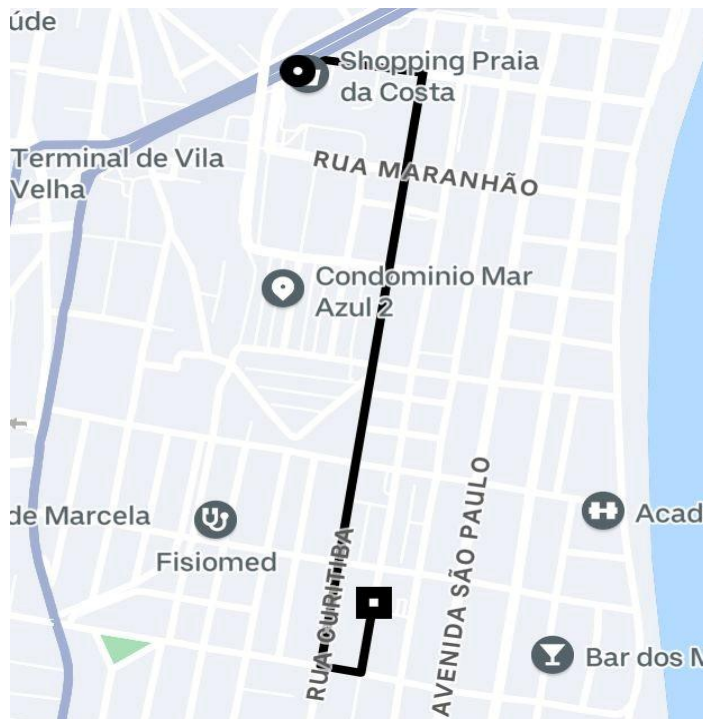 úde
Shopping Praia
da Costa
Terminal de Vila
Velha
RUA MARANHÃO
Condominio Mar
Azul 2
de Marcela
Acad
Fisiomed
RUA CURITIBA
AVENIDA SÃO PAULO
Bar dos M